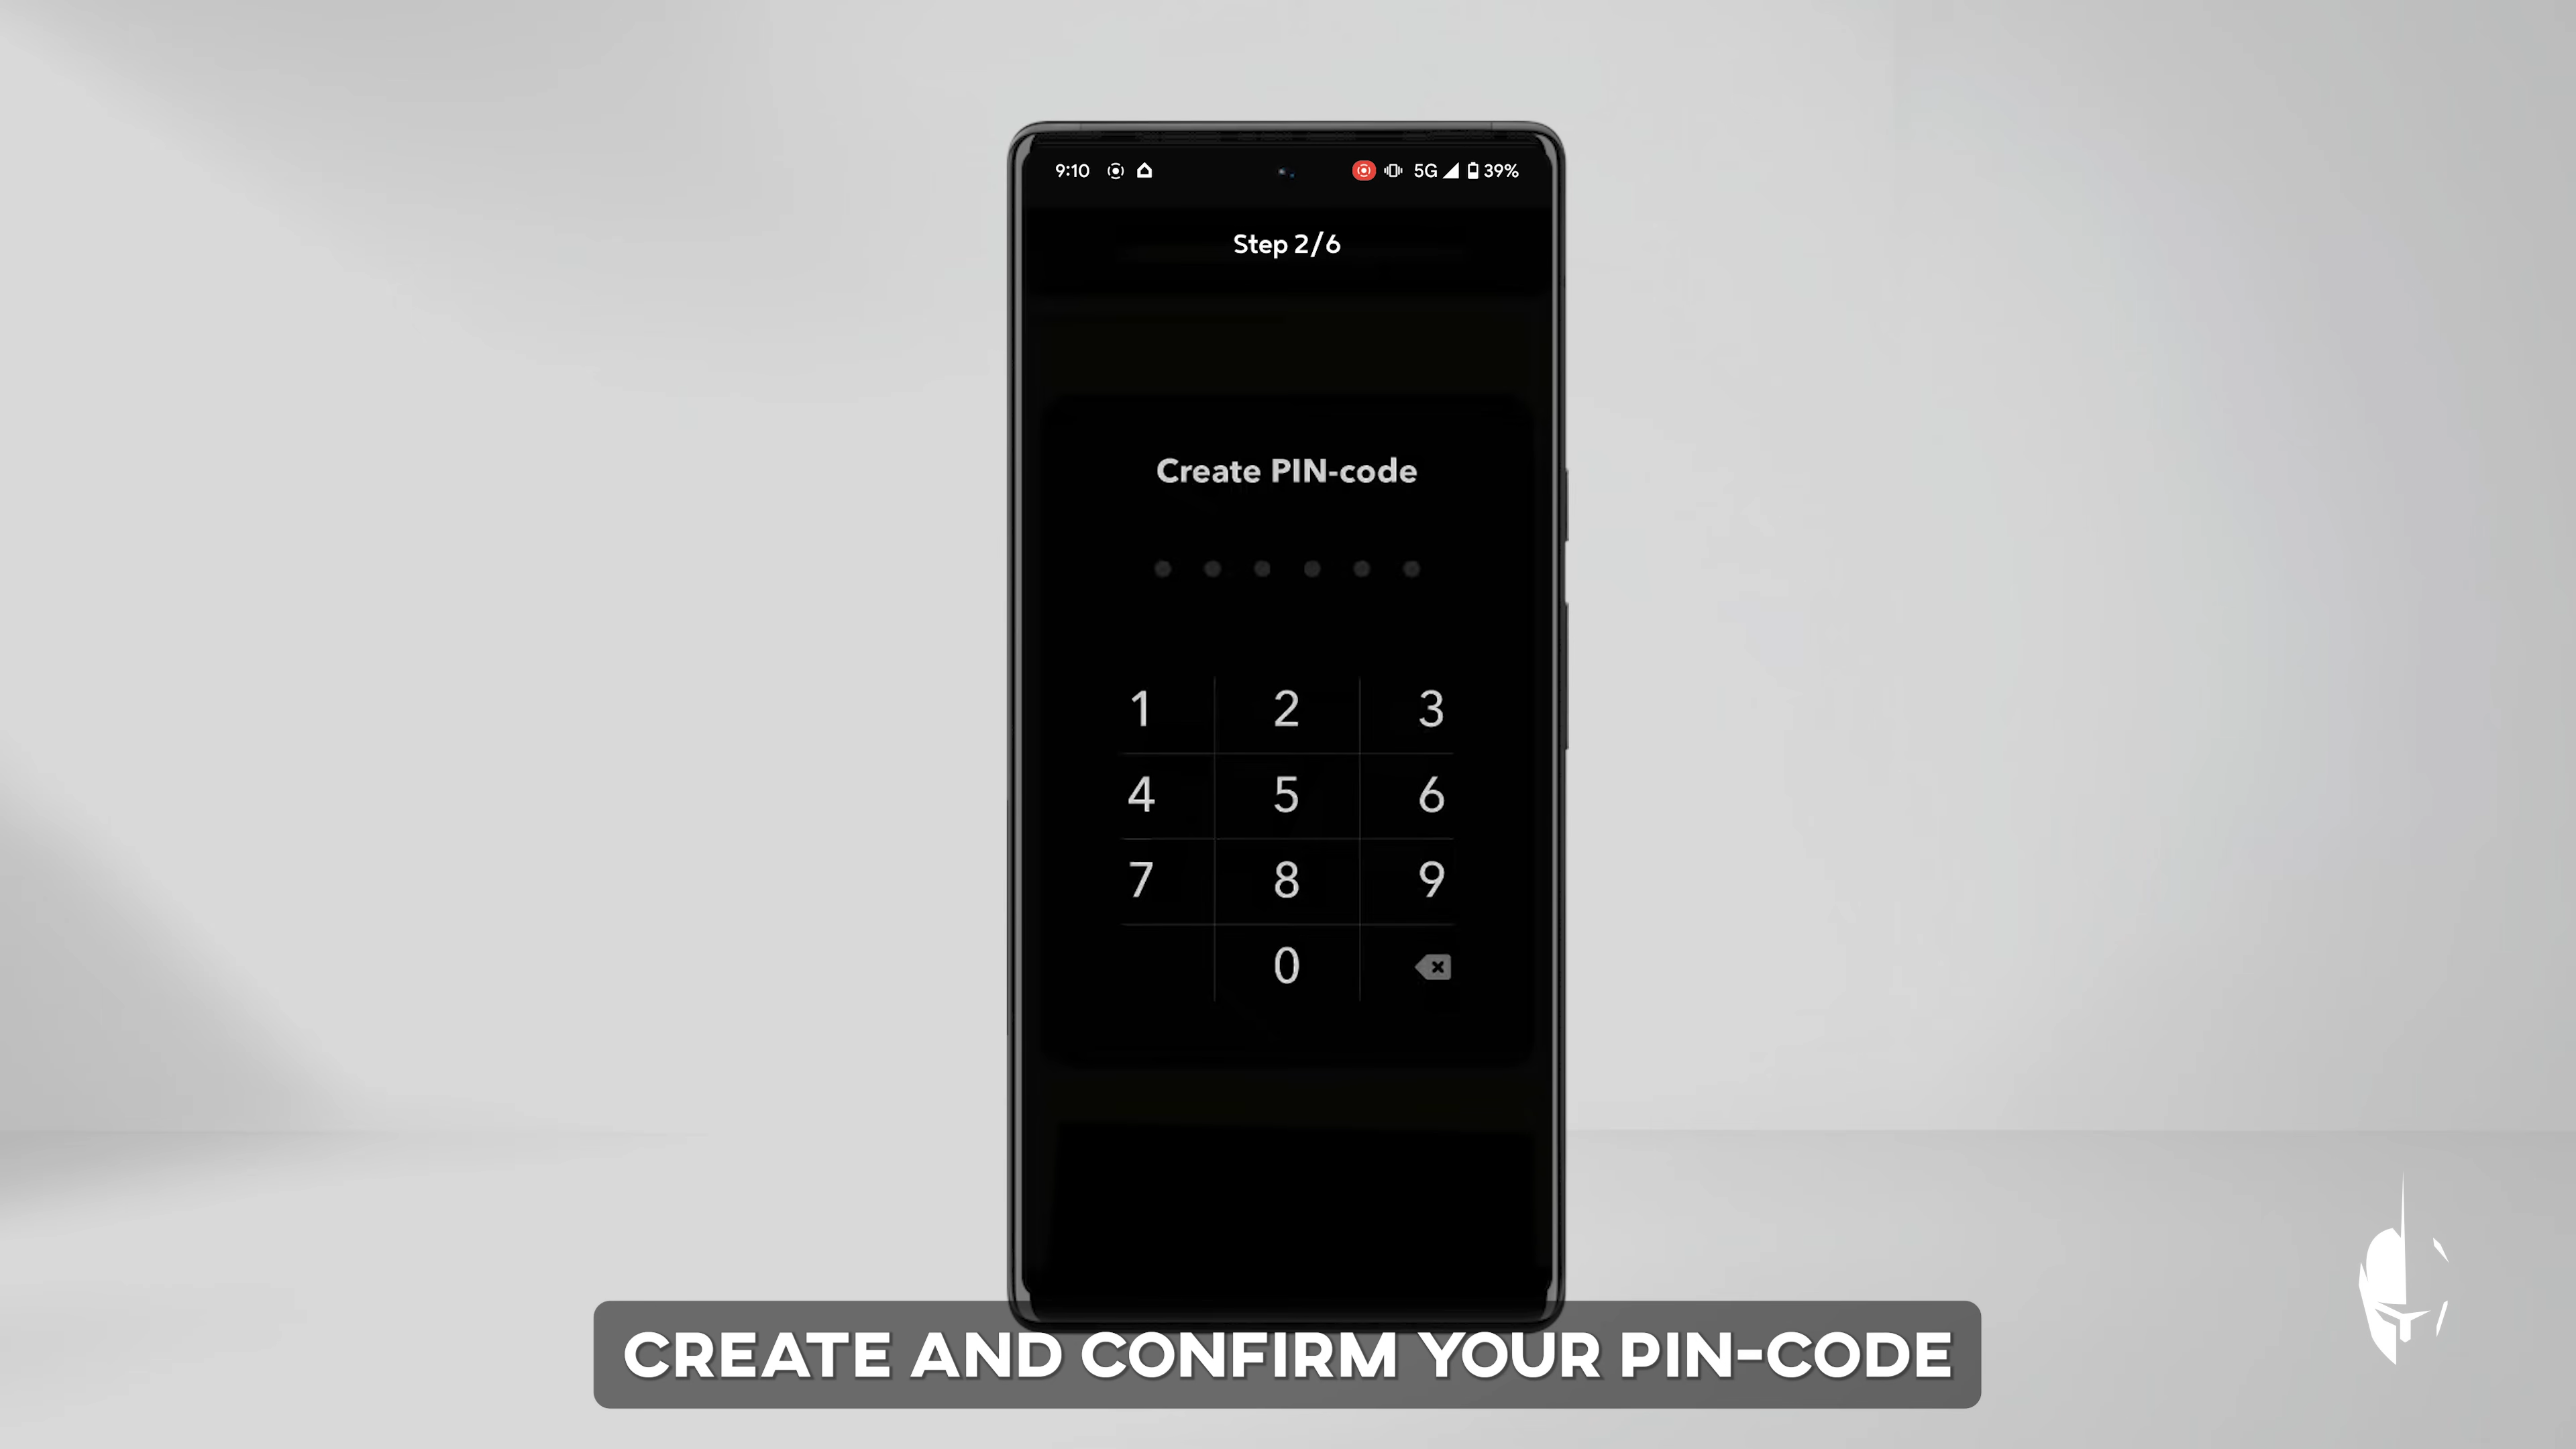 9:10 5G 39%
Step 2/6
Create PIN-code
1 2 3
4 5 6
7 8 9
0
CREATE AND CONFIRM YOUR PIN-CODE